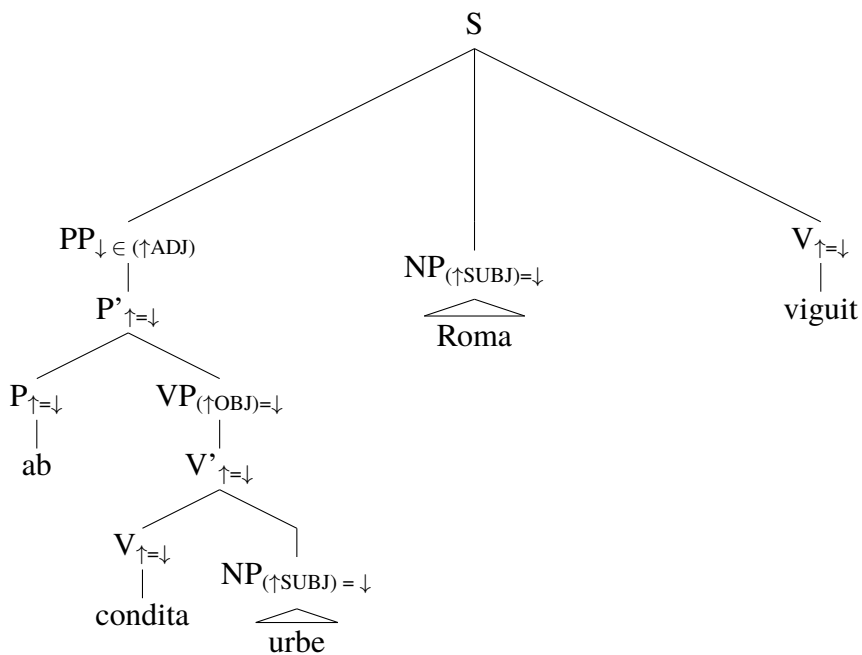 S
PP↓ ∈ (↑ADJ)
NP(↑SUBJ)=↓
V↑=↓
P'↑=↓
Roma
viguit
P↑=↓
VP(↑OBJ)=↓
ab
V'↑=↓
V↑=↓
NP(↑SUBJ) = ↓
condita
urbe